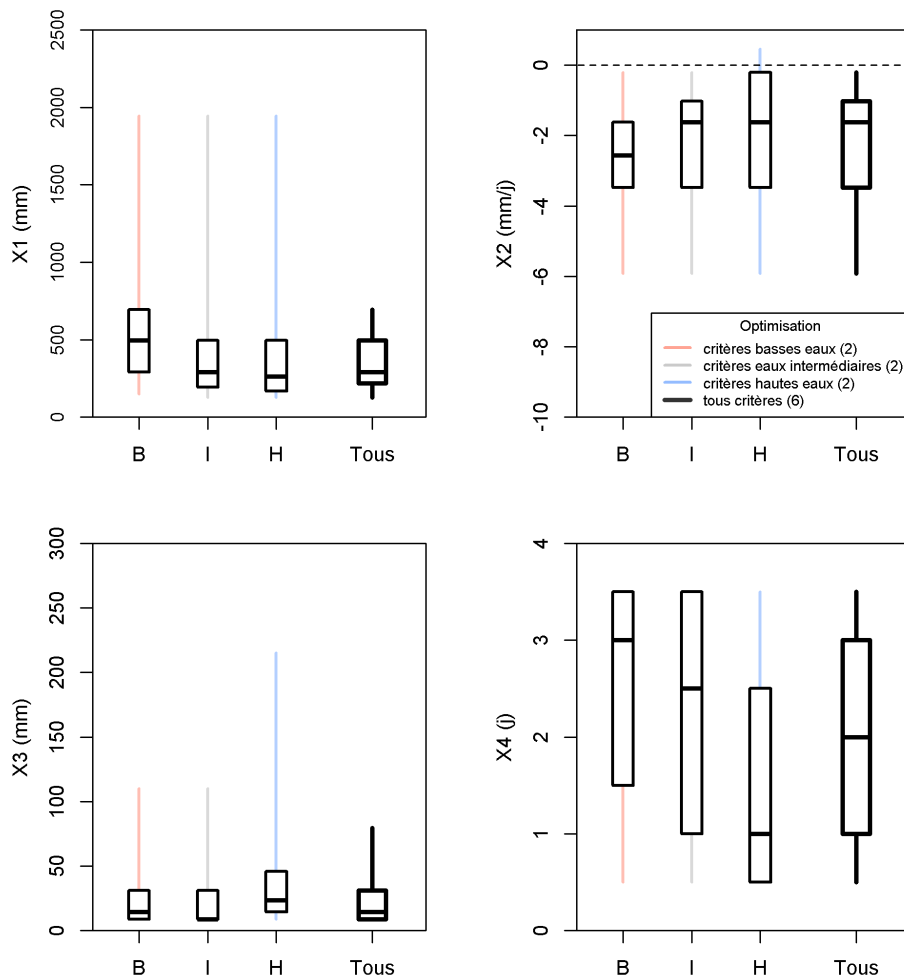 X1 (mm)
2500
2000
1500
1000
500
0
B I H Tous
X2 (mm/j)
0
-2
-4
-6
-8
-10
Optimisation
critères basses eaux (2)
critères eaux intermédiaires (2)
critères hautes eaux (2)
tous critères (6)
B I H Tous
X3 (mm)
300
250
200
150
100
50
0
B I H Tous
X4 (j)
4
3
2
1
0
B I H Tous